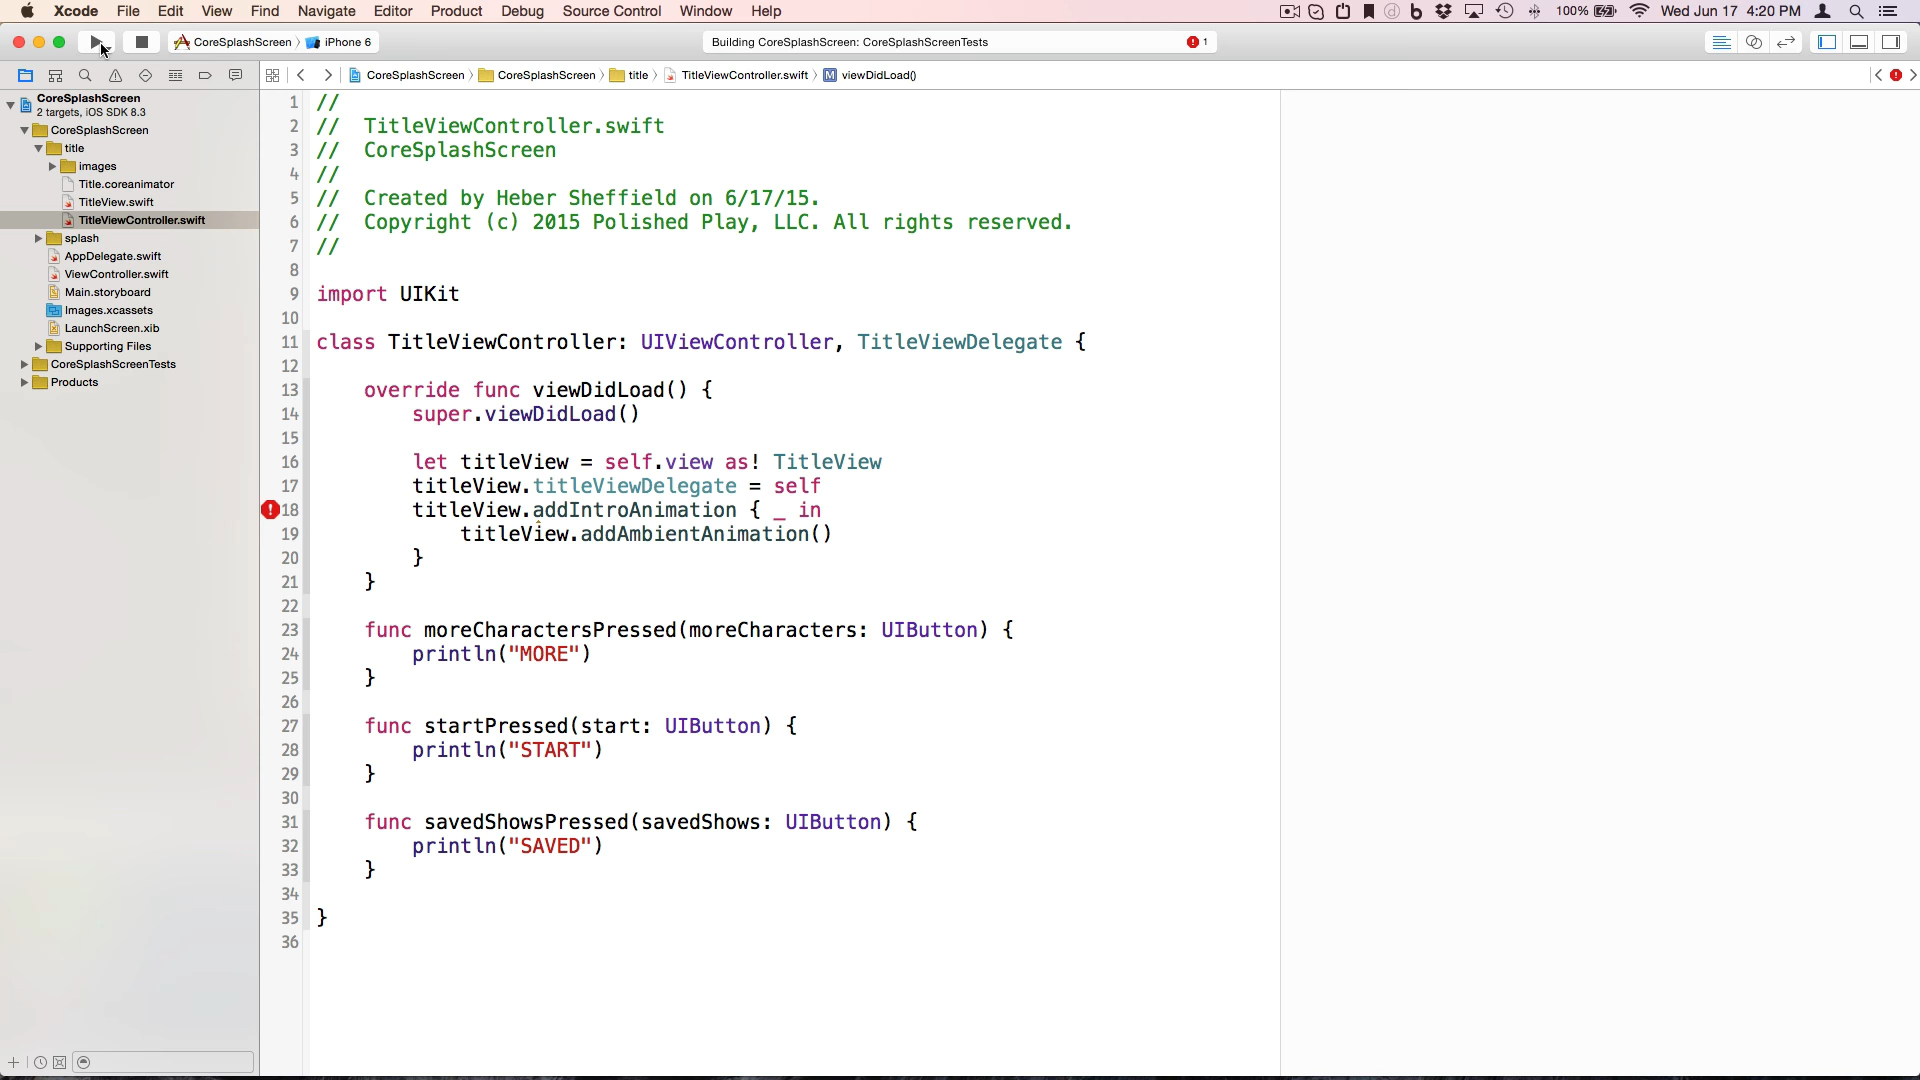 Xcode File Edit View Find Navigate Editor Product Debug Source Control Window Help 100% Wed Jun 17 4:20 PM
CoreSplashScreen iPhone 6 Building CoreSplashScreen: CoreSplashScreenTests 1
CoreSplashScreen CoreSplashScreen title TitleViewController.swift M viewDidLoad()
CoreSplashScreen
2 targets, iOS SDK 8.3
CoreSplashScreen
title
images
Title.coreanimator
TitleView.swift
TitleViewController.swift
splash
AppDelegate.swift
ViewController.swift
Main.storyboard
Images.xcassets
LaunchScreen.xib
Supporting Files
CoreSplashScreenTests
Products
1 //
2 // TitleViewController.swift
3 // CoreSplashScreen
4 //
5 // Created by Heber Sheffield on 6/17/15.
6 // Copyright (c) 2015 Polished Play, LLC. All rights reserved.
7 //
8
9 import UIKit
10
11 class TitleViewController: UIViewController, TitleViewDelegate {
12
13 override func viewDidLoad() {
14 super.viewDidLoad()
15
16 let titleView = self.view as! TitleView
17 titleView.titleViewDelegate = self
18 titleView.addIntroAnimation { _ in
19 titleView.addAmbientAnimation()
20 }
21 }
22
23 func moreCharactersPressed(moreCharacters: UIButton) {
24 println("MORE")
25 }
26
27 func startPressed(start: UIButton) {
28 println("START")
29 }
30
31 func savedShowsPressed(savedShows: UIButton) {
32 println("SAVED")
33 }
34
35 }
36